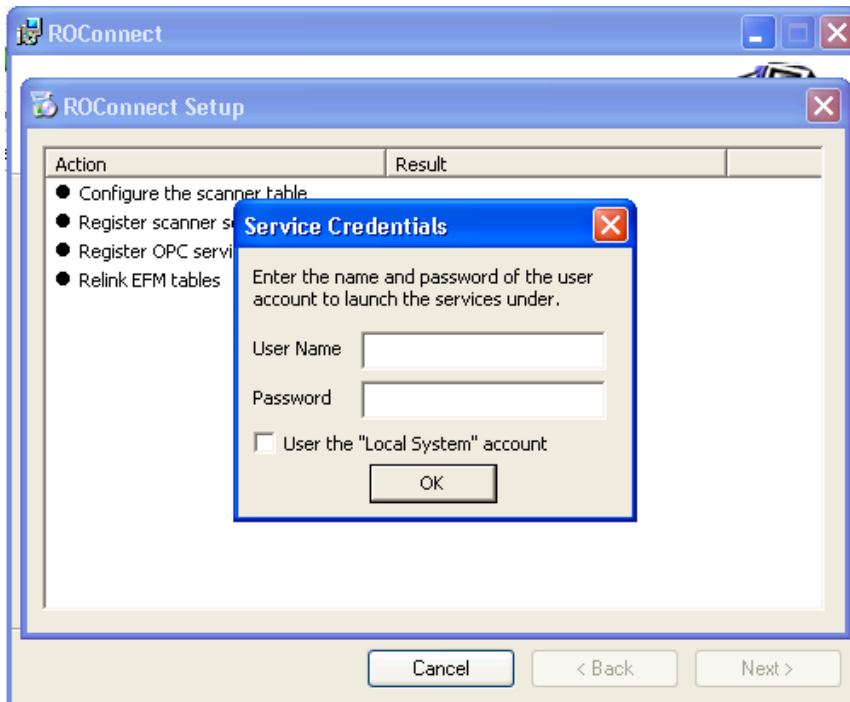 ROConnect
ROConnect Setup
Action Result
Configure the scanner table
Register scanner s
Register OPC servi
Relink EFM tables
Service Credentials
Enter the name and password of the user
account to launch the services under.
User Name
Password
User the "Local System" account
OK
Cancel < Back Next >